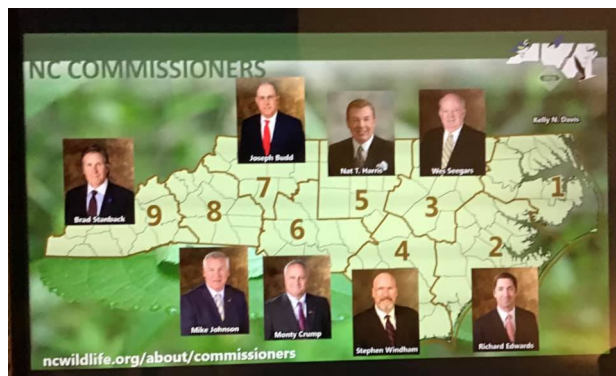 NC COMMISSIONERS
Kelly N. Davis
Joseph Budd
Nat T. Harris
Wes Seegars
Brad Stanback
1
2
3
4
5
6
7
8
9
Mike Johnson
Monty Crump
Stephen Windham
Richard Edwards
ncwildlife.org/about/commissioners